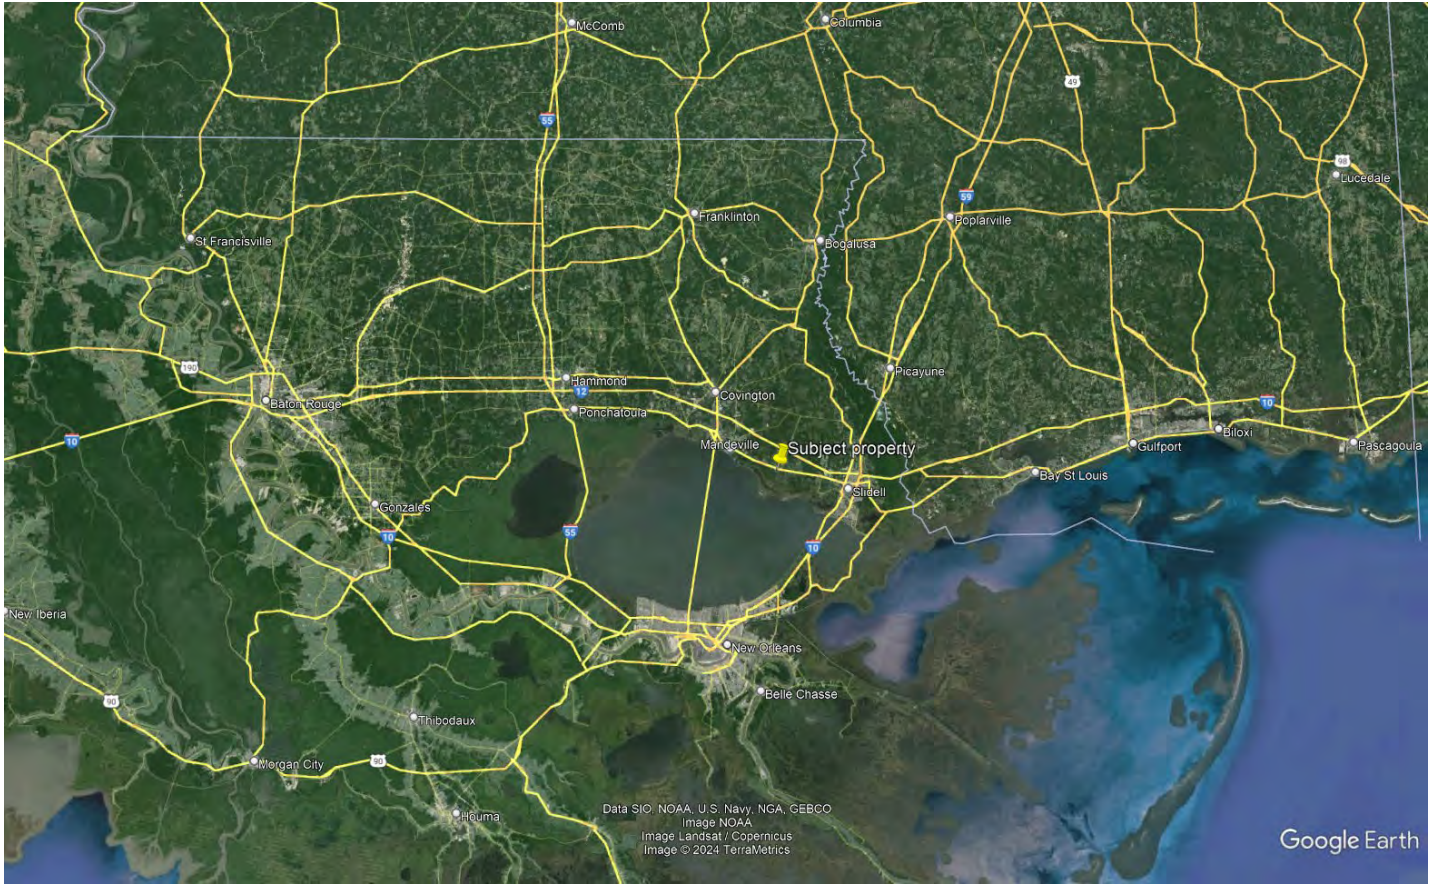 McComb
Columbia
49
55
98
Lucedale
59
Franklinton
Poplarville
St Francisville
Bogalusa
190
Picayune
Hammond
12
Covington
Baton Rouge
Ponchatoula
10
10
Biloxi
Mandeville
Subject property
Gulfport
Pascagoula
Bay St Louis
Slidell
Gonzales
10
55
10
New Iberia
New Orleans
Belle Chasse
90
Thibodaux
Morgan City
90
Houma
Data SIO, NOAA, U.S. Navy, NGA, GEBCO
Image NOAA
Image Landsat / Copernicus
Image © 2024 TerraMetrics
Google Earth